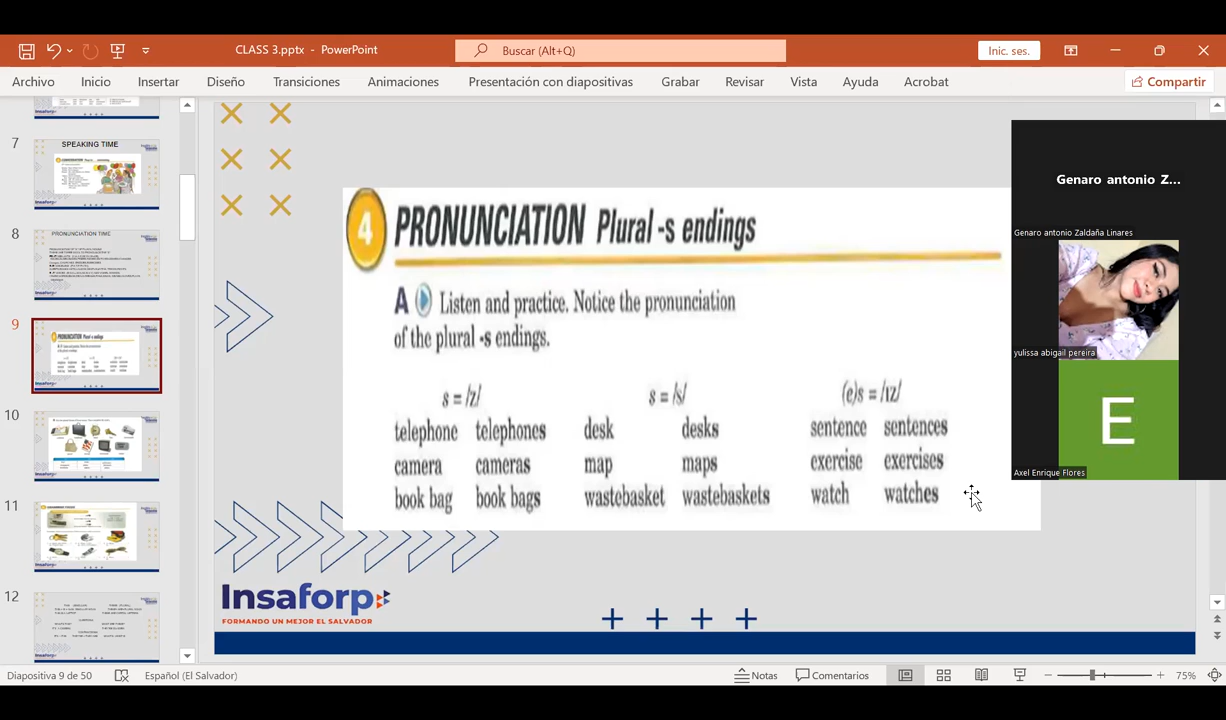 CLASS 3.pptx - PowerPoint
Buscar (Alt+Q)
Inic. ses.
Archivo Inicio Insertar Diseño Transiciones Animaciones Presentación con diapositivas Grabar Revisar Vista Ayuda Acrobat Compartir
7
SPEAKING TIME
8
PRONUNCIATION TIME
9
10
11
12
4 PRONUNCIATION Plural -s endings
A Listen and practice. Notice the pronunciation
of the plural -s endings.
s = /z/ s = /s/ (e)s = /ɪz/
telephone telephones desk desks sentence sentences
camera cameras map maps exercise exercises
book bag book bags wastebasket wastebaskets watch watches
Insaforp
FORMANDO UN MEJOR EL SALVADOR
Genaro antonio Z...
Genaro antonio Zaldaña Linares
yulissa abigail pereira
E
Axel Enrique Flores
Diapositiva 9 de 50 Español (El Salvador) Notas Comentarios 75%